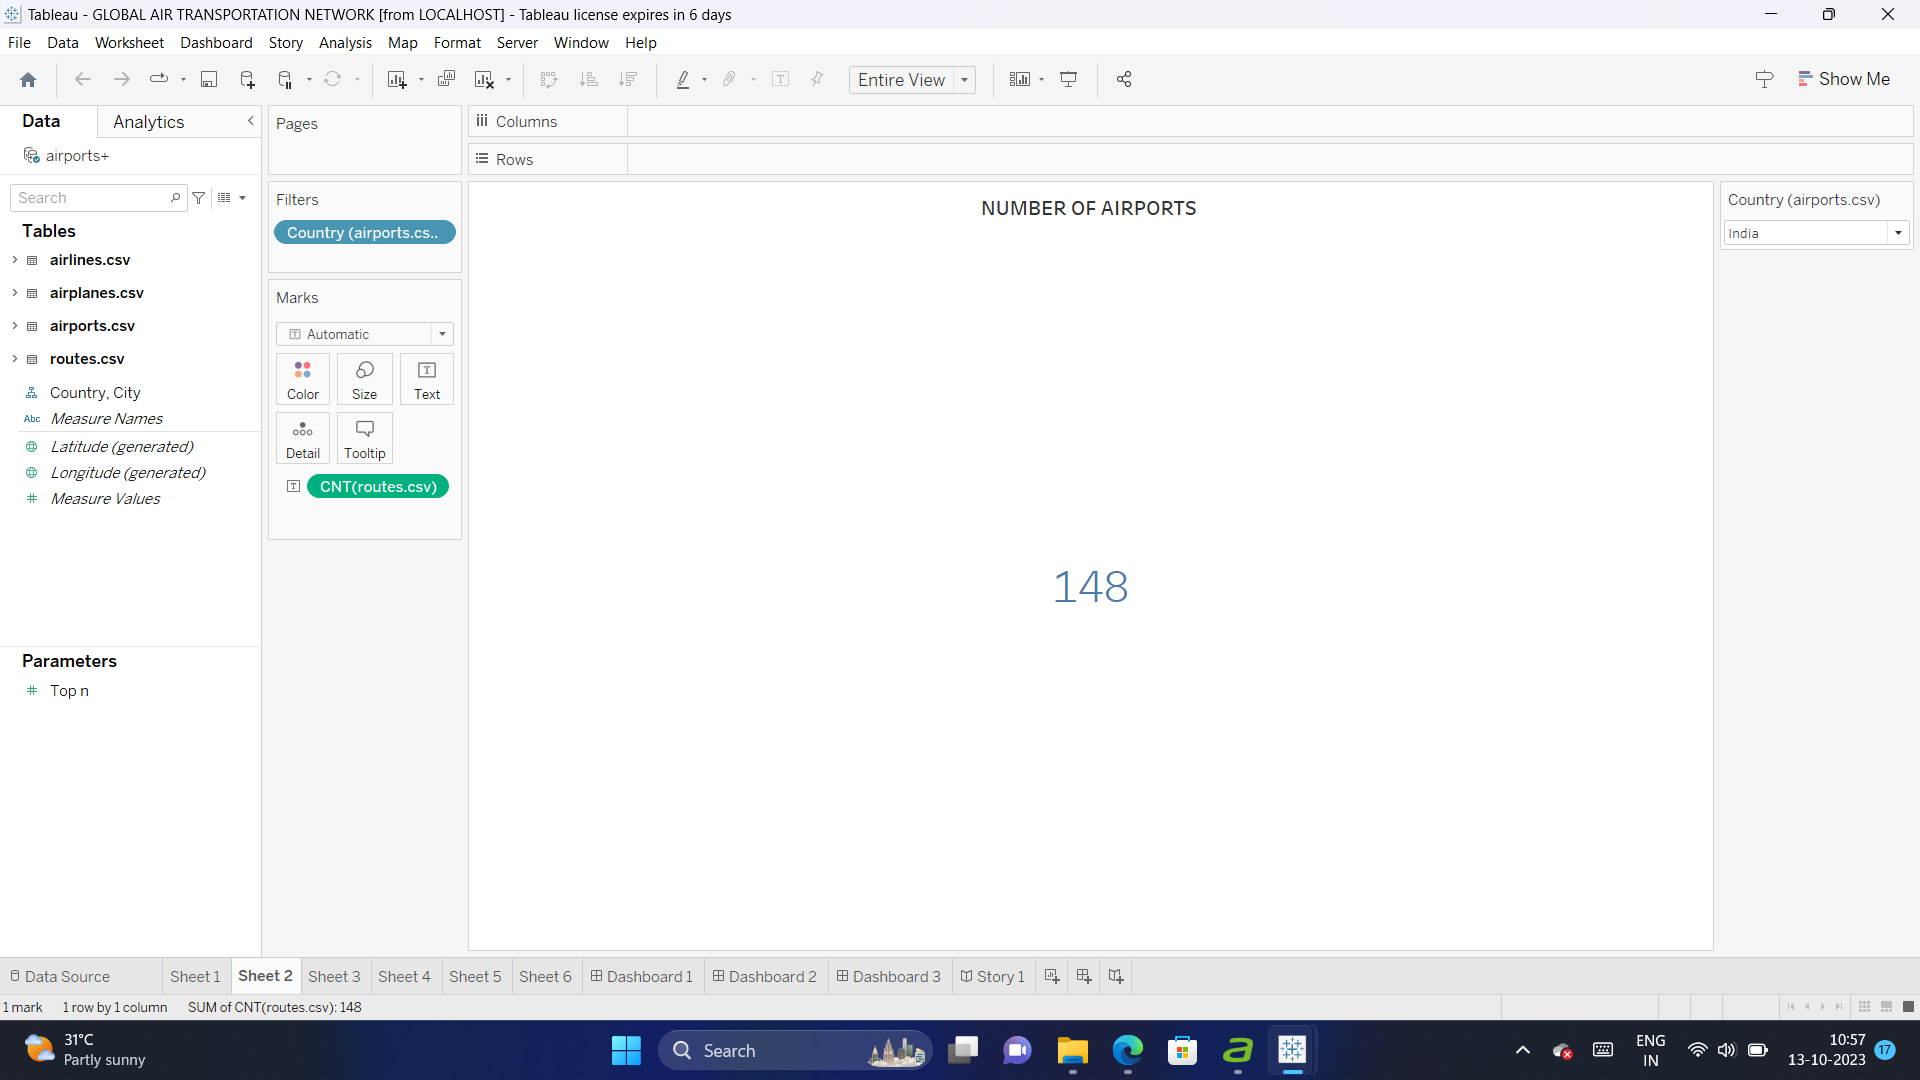 Tableau - GLOBAL AIR TRANSPORTATION NETWORK [from LOCALHOST] - Tableau license expires in 6 days
File Data Worksheet Dashboard Story Analysis Map Format Server Window Help
Entire View
Show Me
Data Analytics
airports+
Search
Tables
airlines.csv
airplanes.csv
airports.csv
routes.csv
Country, City
Abc Measure Names
Latitude (generated)
Longitude (generated)
Measure Values
Parameters
Top n
Pages
Filters
Country (airports.cs..
Marks
Automatic
Color Size Text
Detail Tooltip
CNT(routes.csv)
Columns
Rows
NUMBER OF AIRPORTS
148
Country (airports.csv)
India
Data Source Sheet 1 Sheet 2 Sheet 3 Sheet 4 Sheet 5 Sheet 6 Dashboard 1 Dashboard 2 Dashboard 3 Story 1
1 mark 1 row by 1 column SUM of CNT(routes.csv): 148
31°C
Partly sunny
Search
ENG
IN
10:57
13-10-2023
17